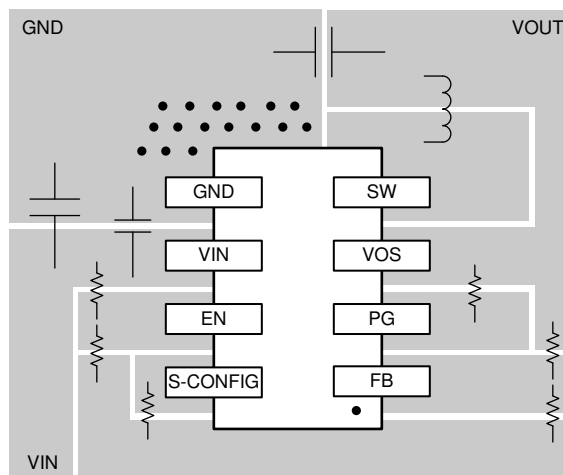 GND
VOUT
GND
SW
VIN
VOS
EN
PG
S-CONFIG
FB
VIN